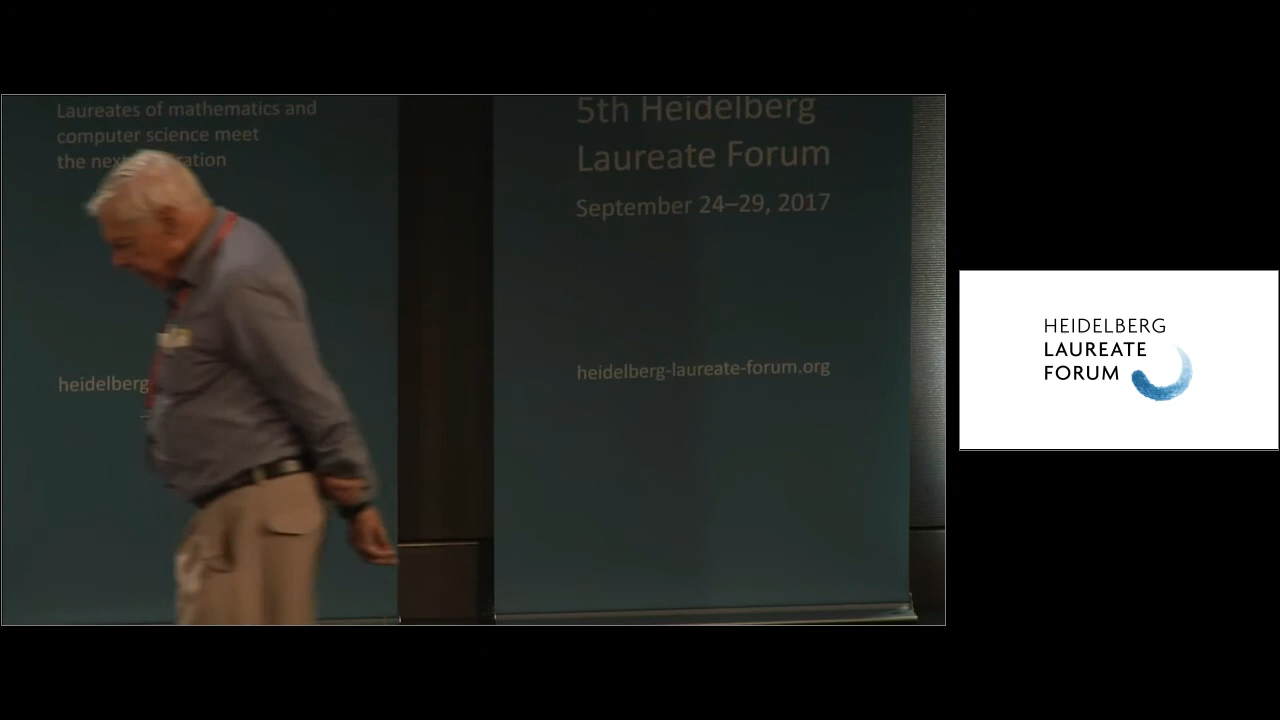 Laureates of mathematics and
computer science meet
the
heidelberg
5th Heidelberg
Laureate Forum
September 24–29, 2017
heidelberg-laureate-forum.org
HEIDELBERG
LAUREATE
FORUM